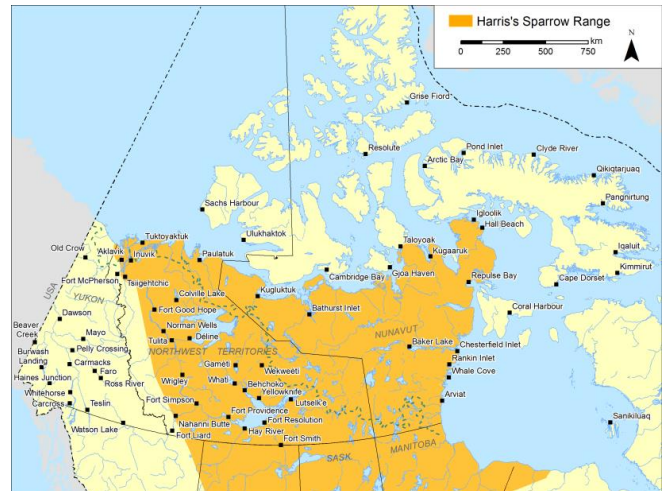 Harris's Sparrow Range
km
0 125 250 500 750
N
Grise Fiord
Resolute
Pond Inlet
Clyde River
Arctic Bay
Qikiqtarjuaq
Pangnirtung
Sachs Harbour
Igloolik
Hall Beach
Tuktoyaktuk
Ulukhaktok
Taloyoak
Iqaluit
Old Crow
Aklavik
Inuvik
Paulatuk
Kugaaruk
Kimmirut
Cambridge Bay
Gjoa Haven
Repulse Bay
Cape Dorset
Fort McPherson
Tsiigehtchic
USA
YUKON
Colville Lake
Kugluktuk
Fort Good Hope
Bathurst Inlet
Coral Harbour
Dawson
Norman Wells
NUNAVUT
Beaver
Creek
Mayo
Tulita
Deline
Baker Lake
Chesterfield Inlet
Burwash
Landing
Pelly Crossing
NORTHWEST TERRITORIES
Rankin Inlet
Carmacks
Gameti
Wekweeti
Whale Cove
Haines Junction
Faro
Ross River
Wrigley
Whati
Behchoko
Whitehorse
Yellowknife
Lutselk'e
Arviat
Carcross
Teslin
Fort Simpson
Fort Providence
Fort Resolution
Sanikiluaq
Watson Lake
Nahanni Butte
Hay River
Fort Liard
Fort Smith
MANITOBA
SASK.